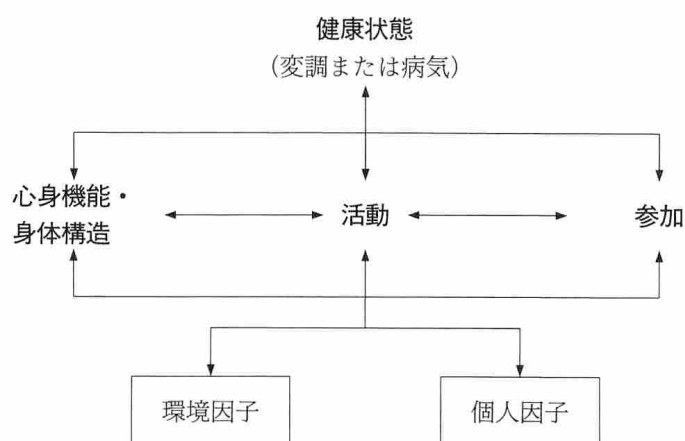 健康状態
（変調または病気）
心身機能・
身体構造
活動
参加
環境因子
個人因子